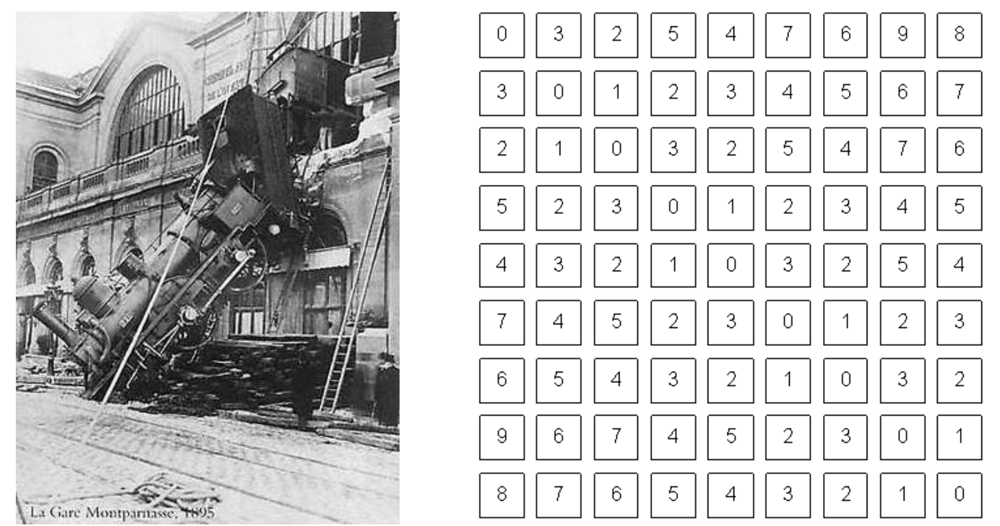 0 3 2 5 4 7 6 9 8
3 0 1 2 3 4 5 6 7
2 1 0 3 2 5 4 7 6
5 2 3 0 1 2 3 4 5
4 3 2 1 0 3 2 5 4
7 4 5 2 3 0 1 2 3
6 5 4 3 2 1 0 3 2
9 6 7 4 5 2 3 0 1
8 7 6 5 4 3 2 1 0
La Gare Montparnasse, 1895